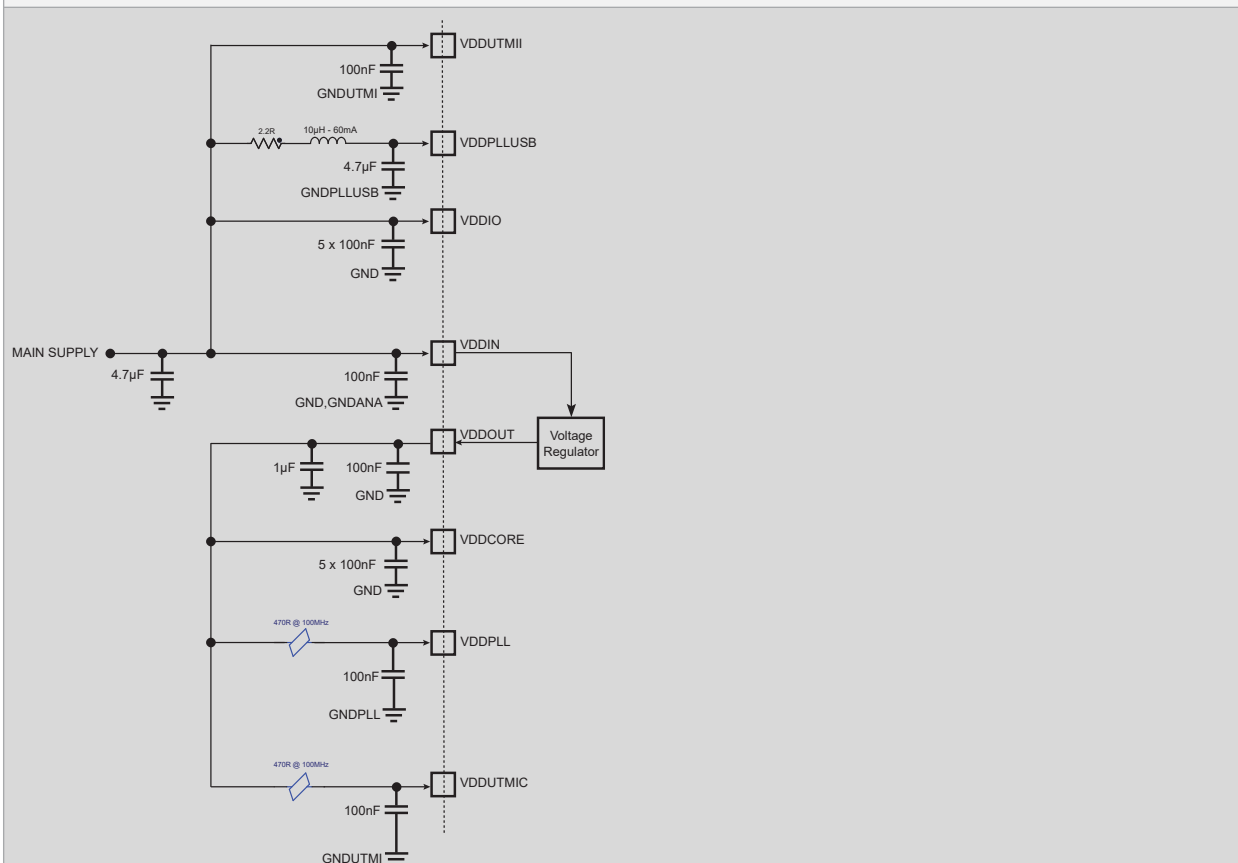 VDDUTMII
100nF
GNDUTMI
2.2R
10µH - 60mA
VDDPLLUSB
4.7µF
GNDPLLUSB
VDDIO
5 x 100nF
GND
VDDIN
MAIN SUPPLY
4.7µF
100nF
GND,GNDANA
VDDOUT
Voltage
Regulator
1µF
100nF
GND
VDDCORE
5 x 100nF
GND
470R @ 100MHz
VDDPLL
100nF
GNDPLL
470R @ 100MHz
VDDUTMIC
100nF
GNDUTMI